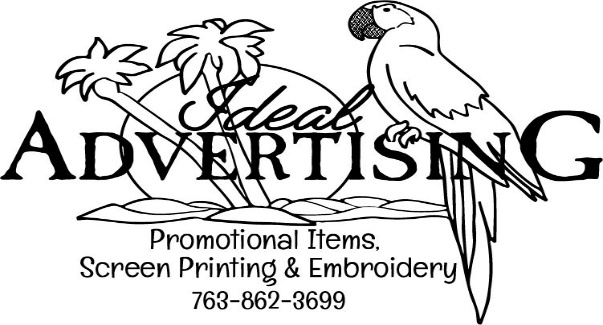 Ideal
ADVERTISING
Promotional Items,
Screen Printing & Embroidery
763-862-3699